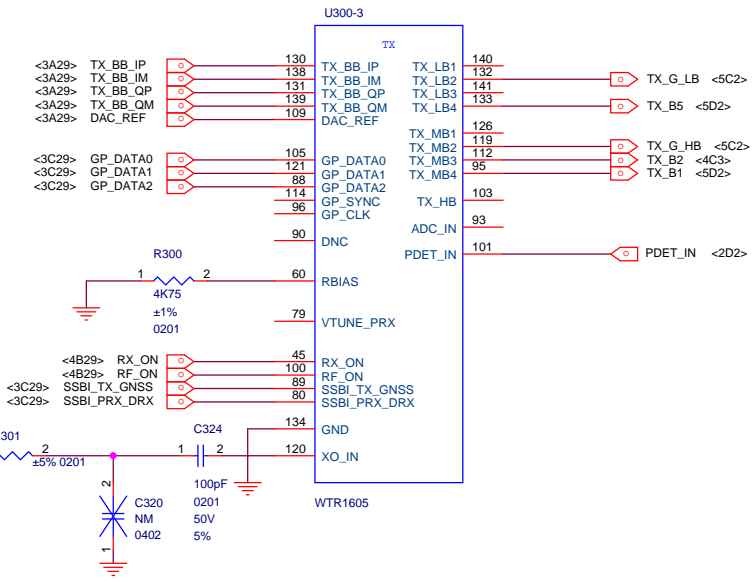 U300-3
TX
<3A29> TX_BB_IP 130 TX_BB_IP TX_LB1 140
<3A29> TX_BB_IM 138 TX_BB_IM TX_LB2 132 TX_G_LB <5C2>
<3A29> TX_BB_QP 131 TX_BB_QP TX_LB3 141
<3A29> TX_BB_QM 139 TX_BB_QM TX_LB4 133 TX_B5 <5D2>
<3A29> DAC_REF 109 DAC_REF
TX_MB1 126
TX_MB2 119 TX_G_HB <5C2>
<3C29> GP_DATA0 105 GP_DATA0 TX_MB3 112 TX_B2 <4C3>
<3C29> GP_DATA1 121 GP_DATA1 TX_MB4 95 TX_B1 <5D2>
<3C29> GP_DATA2 88 GP_DATA2
114 GP_SYNC TX_HB 103
96 GP_CLK
ADC_IN 93
90 DNC
PDET_IN 101 PDET_IN <2D2>
R300
1 2 60 RBIAS
4K75
±1%
0201
79 VTUNE_PRX
<4B29> RX_ON 45 RX_ON
<4B29> RF_ON 100 RF_ON
<3C29> SSBI_TX_GNSS 89 SSBI_TX_GNSS
<3C29> SSBI_PRX_DRX 80 SSBI_PRX_DRX
134 GND
301 C324
2 1 2 120 XO_IN
±5% 0201
100pF
0201
50V
5%
WTR1605
2
C320
NM
0402
1